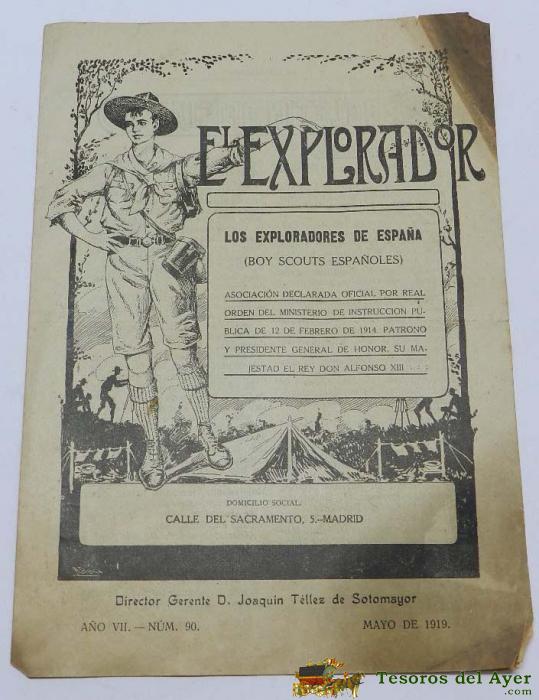 EL EXPLORADOR
LOS EXPLORADORES DE ESPAÑA
(BOY SCOUTS ESPAÑOLES)
ASOCIACIÓN DECLARADA OFICIAL POR REAL
ORDEN DEL MINISTERIO DE INSTRUCCION PÚ-
BLICA DE 12 DE FEBRERO DE 1914. PATRONO
Y PRESIDENTE GENERAL DE HONOR, SU MA-
JESTAD EL REY DON ALFONSO XIII
DOMICILIO SOCIAL:
CALLE DEL SACRAMENTO, 5.-MADRID
Director Gerente D. Joaquín Téllez de Sotomayor
AÑO VII. — NÚM. 90.
MAYO DE 1919.
Tesoros del Ayer
.com